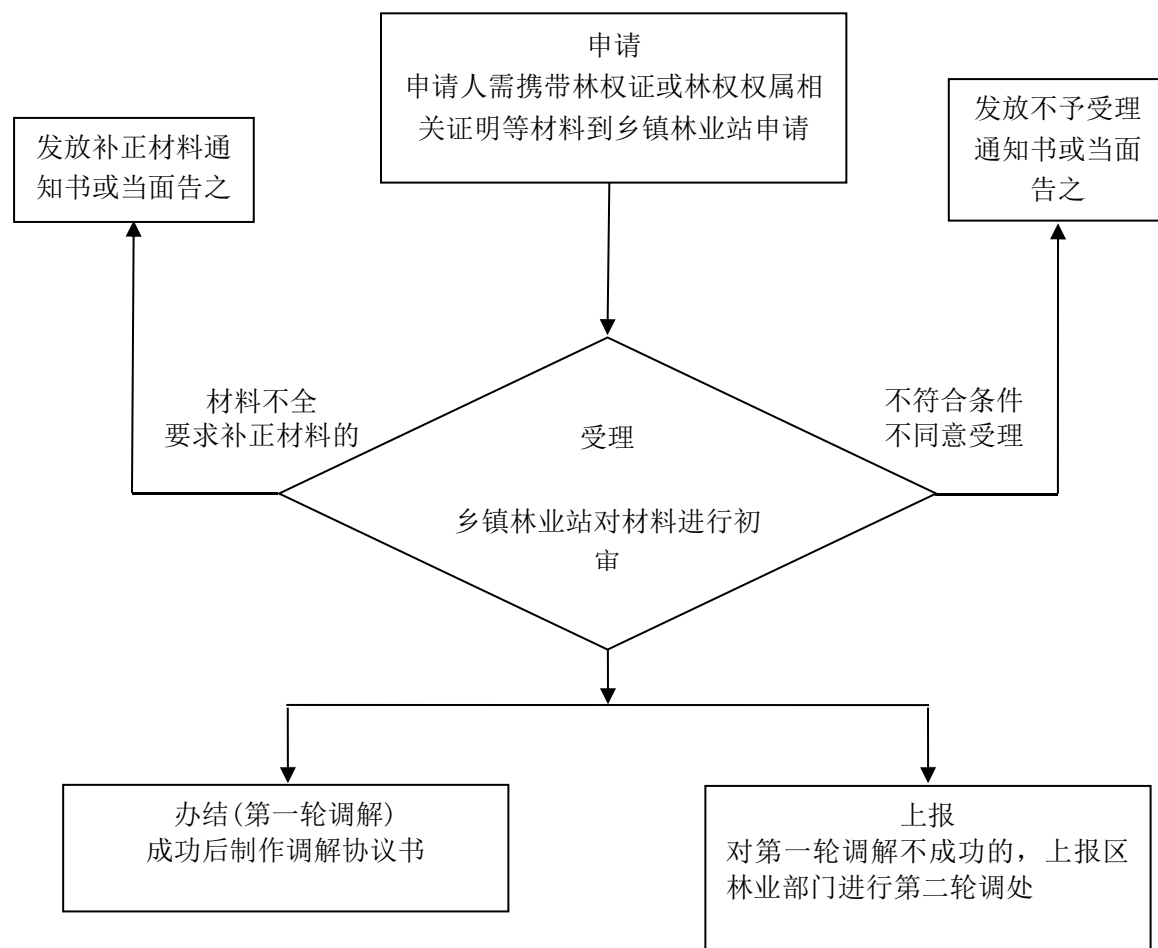 申请
申请人需携带林权证或林权权属相
关证明等材料到乡镇林业站申请
发放补正材料通
知书或当面告之
发放不予受理
通知书或当面
告之
材料不全
要求补正材料的
不符合条件
不同意受理
受理
乡镇林业站对材料进行初
审
办结(第一轮调解)
成功后制作调解协议书
上报
对第一轮调解不成功的，上报区
林业部门进行第二轮调处